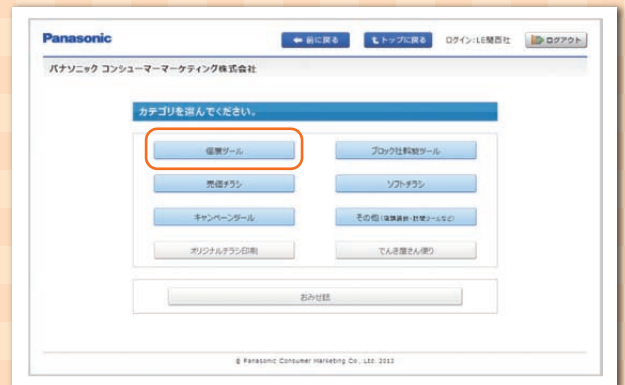 Panasonic
前に戻る トップに戻る ログイン:LE関西社 ログアウト
パナソニック コンシューマーマーケティング株式会社
カテゴリを選んでください。
個展ツール ブロック社販促ツール
売価チラシ ソフトチラシ
キャンペーンツール その他
オリジナルチラシ印刷 でんき屋さん便り
おみせ誌
© Panasonic Consumer Marketing Co., Ltd. 2013